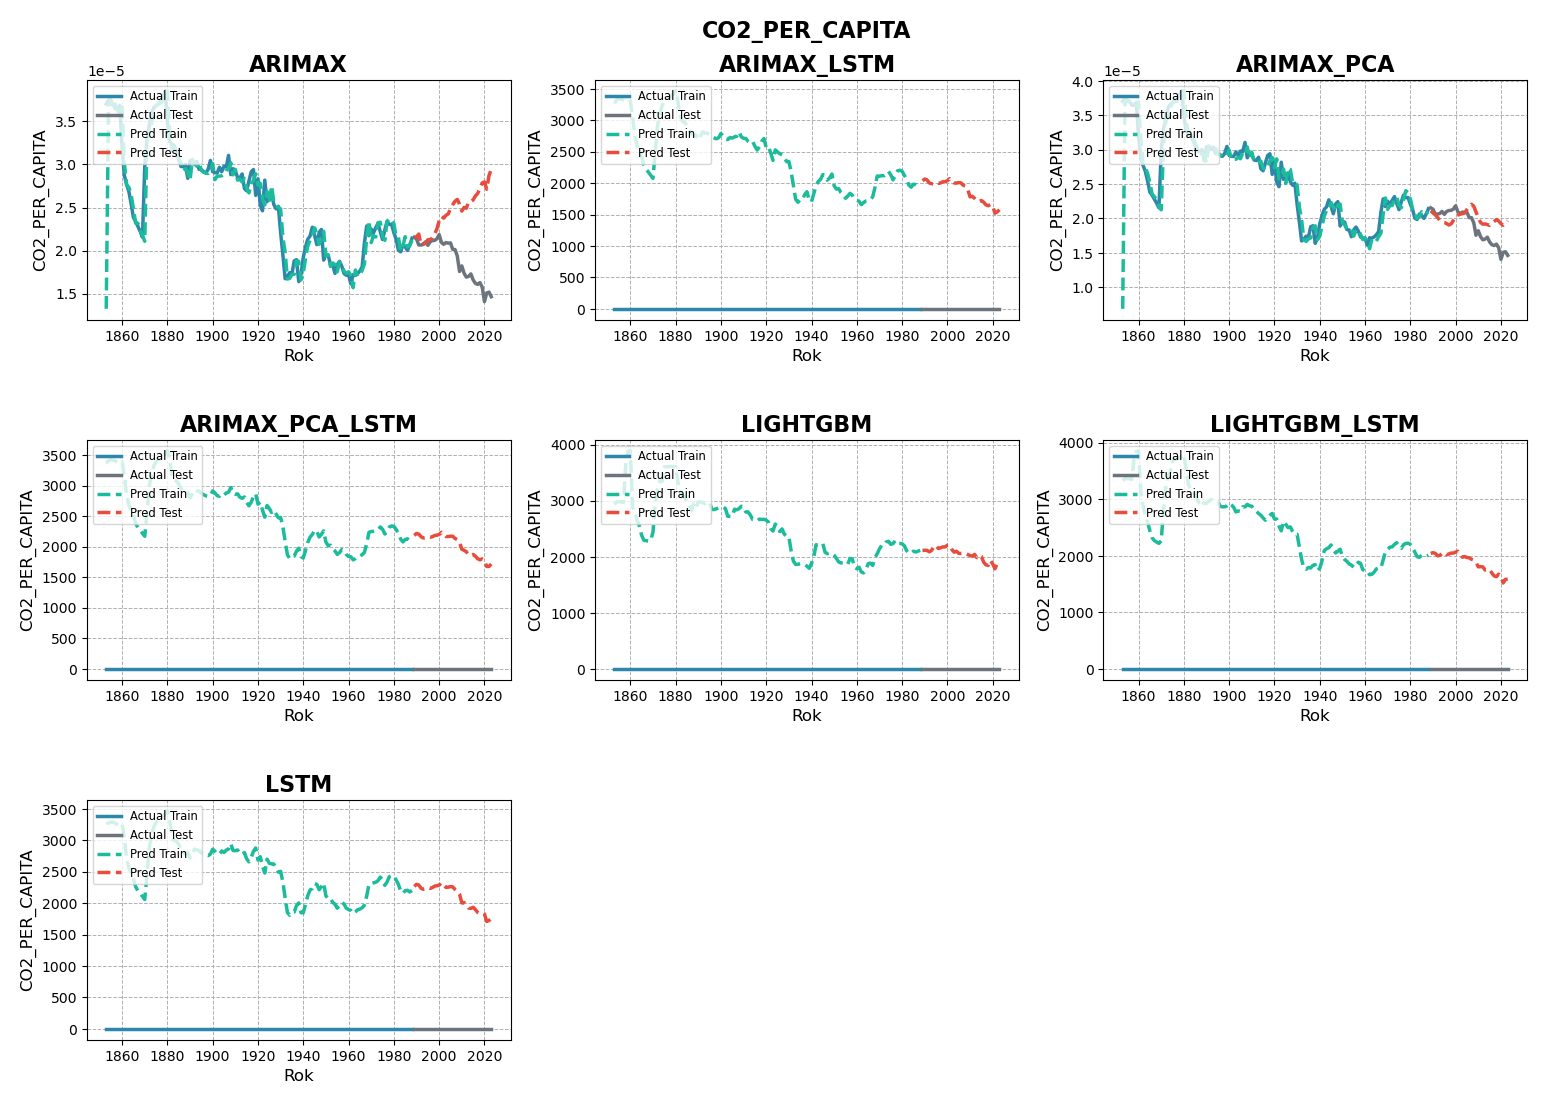 CO2_PER_CAPITA
ARIMAX
1e−5
CO2_PER_CAPITA
3.5
3.0
2.5
2.0
1.5
Actual Train
Actual Test
Pred Train
Pred Test
1860 1880 1900 1920 1940 1960 1980 2000 2020
Rok
ARIMAX_LSTM
CO2_PER_CAPITA
3500
3000
2500
2000
1500
1000
500
0
Actual Train
Actual Test
Pred Train
Pred Test
1860 1880 1900 1920 1940 1960 1980 2000 2020
Rok
ARIMAX_PCA
1e−5
CO2_PER_CAPITA
4.0
3.5
3.0
2.5
2.0
1.5
1.0
Actual Train
Actual Test
Pred Train
Pred Test
1860 1880 1900 1920 1940 1960 1980 2000 2020
Rok
ARIMAX_PCA_LSTM
CO2_PER_CAPITA
3500
3000
2500
2000
1500
1000
500
0
Actual Train
Actual Test
Pred Train
Pred Test
1860 1880 1900 1920 1940 1960 1980 2000 2020
Rok
LIGHTGBM
CO2_PER_CAPITA
4000
3000
2000
1000
0
Actual Train
Actual Test
Pred Train
Pred Test
1860 1880 1900 1920 1940 1960 1980 2000 2020
Rok
LIGHTGBM_LSTM
CO2_PER_CAPITA
4000
3000
2000
1000
0
Actual Train
Actual Test
Pred Train
Pred Test
1860 1880 1900 1920 1940 1960 1980 2000 2020
Rok
LSTM
CO2_PER_CAPITA
3500
3000
2500
2000
1500
1000
500
0
Actual Train
Actual Test
Pred Train
Pred Test
1860 1880 1900 1920 1940 1960 1980 2000 2020
Rok